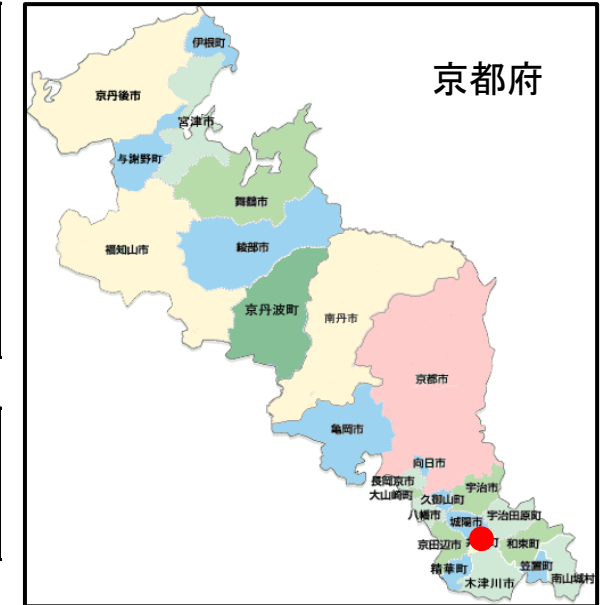 京都府
伊根町
京丹後市
宮津市
与謝野町
舞鶴市
福知山市
綾部市
京丹波町
南丹市
京都市
亀岡市
向日市
長岡京市
大山崎町
宇治市
久御山町
八幡市
宇治田原町
城陽市
京田辺市
町
和束町
精華町
笠置町
木津川市
南山城村